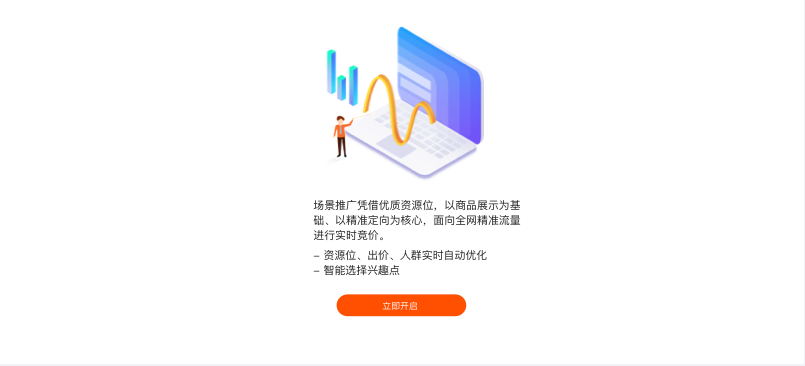 场景推广凭借优质资源位，以商品展示为基
础、以精准定向为核心，面向全网精准流量
进行实时竞价。
- 资源位、出价、人群实时自动优化
- 智能选择兴趣点
立即开启